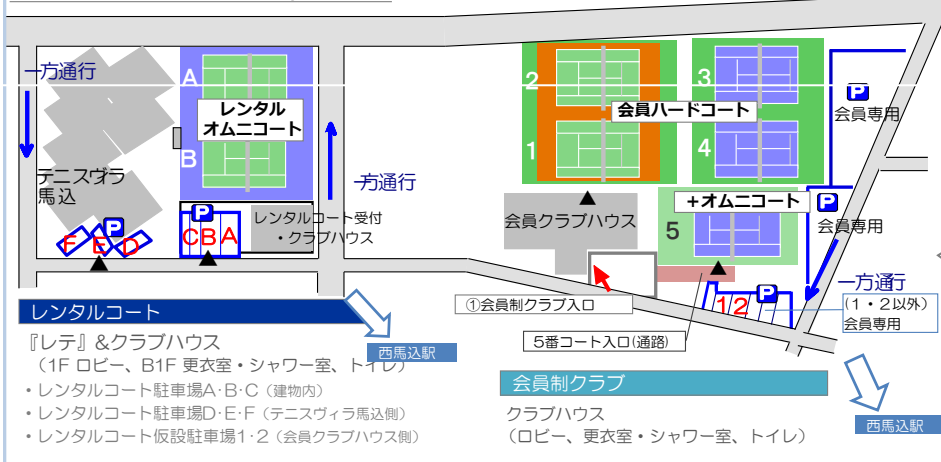 一方通行
A
B
レンタル
オムニコート
テニスヴィラ
馬込
P
F E D
P
C B A
レンタルコート受付
・クラブハウス
一方通行
2
1
3
4
会員ハードコート
P
会員専用
会員クラブハウス
+オムニコート
5
P
会員専用
一方通行
(1・2以外)
会員専用
12
P
①会員制クラブ入口
5番コート入口(通路)
レンタルコート
『レテ』&クラブハウス
(1F ロビー、B1F 更衣室・シャワー室、トイレ)
・レンタルコート駐車場A・B・C (建物内)
・レンタルコート駐車場D・E・F (テニスヴィラ馬込側)
・レンタルコート仮設駐車場1・2 (会員クラブハウス側)
西馬込駅
会員制クラブ
クラブハウス
(ロビー、更衣室・シャワー室、トイレ)
西馬込駅